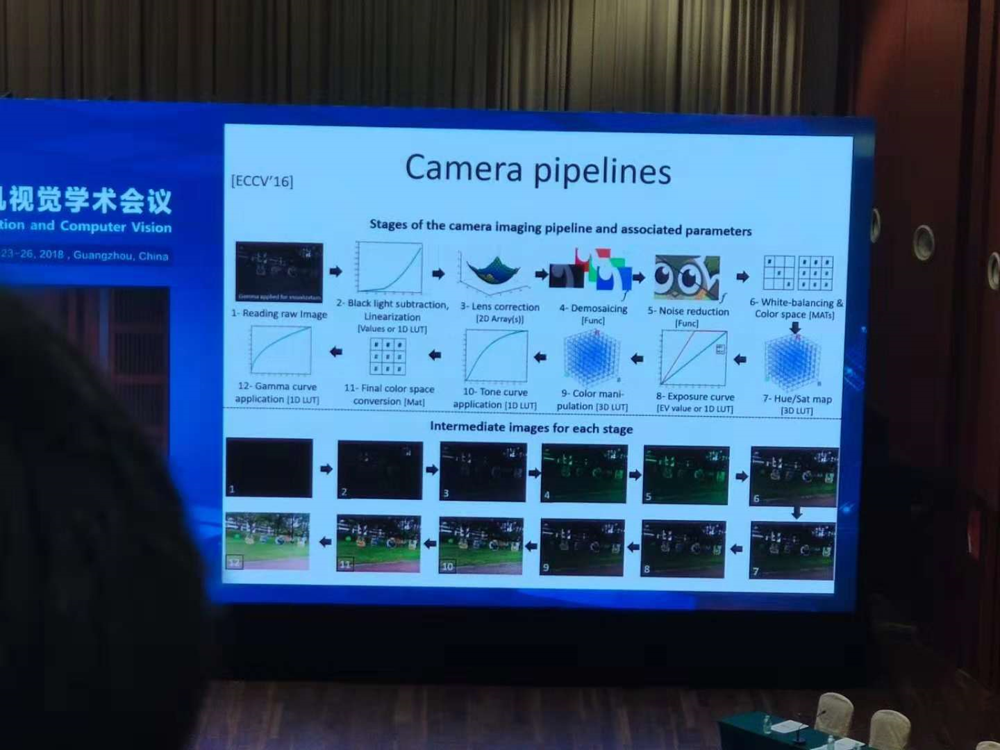 视觉学术会议
and Computer Vision
23-26, 2018 , Guangzhou, China
Camera pipelines
[ECCV'16]
Stages of the camera imaging pipeline and associated parameters
Gamma applied for visualization
1- Reading raw Image
2- Black light subtraction,
Linearization
[Values or 1D LUT]
3- Lens correction
[2D Array(s)]
f
4- Demosaicing
[Func]
f
5- Noise reduction
[Func]
# # # # # # # # # # # #
6- White-balancing &
Color space [MATs]
12- Gamma curve
application [1D LUT]
# # #
# # #
# # #
11- Final color space
conversion [Mat]
10- Tone curve
application [1D LUT]
9- Color mani-
pulation [3D LUT]
8- Exposure curve
[EV value or 1D LUT]
7- Hue/Sat map
[3D LUT]
Intermediate images for each stage
1
2
3
4
5
6
12
11
10
9
8
7